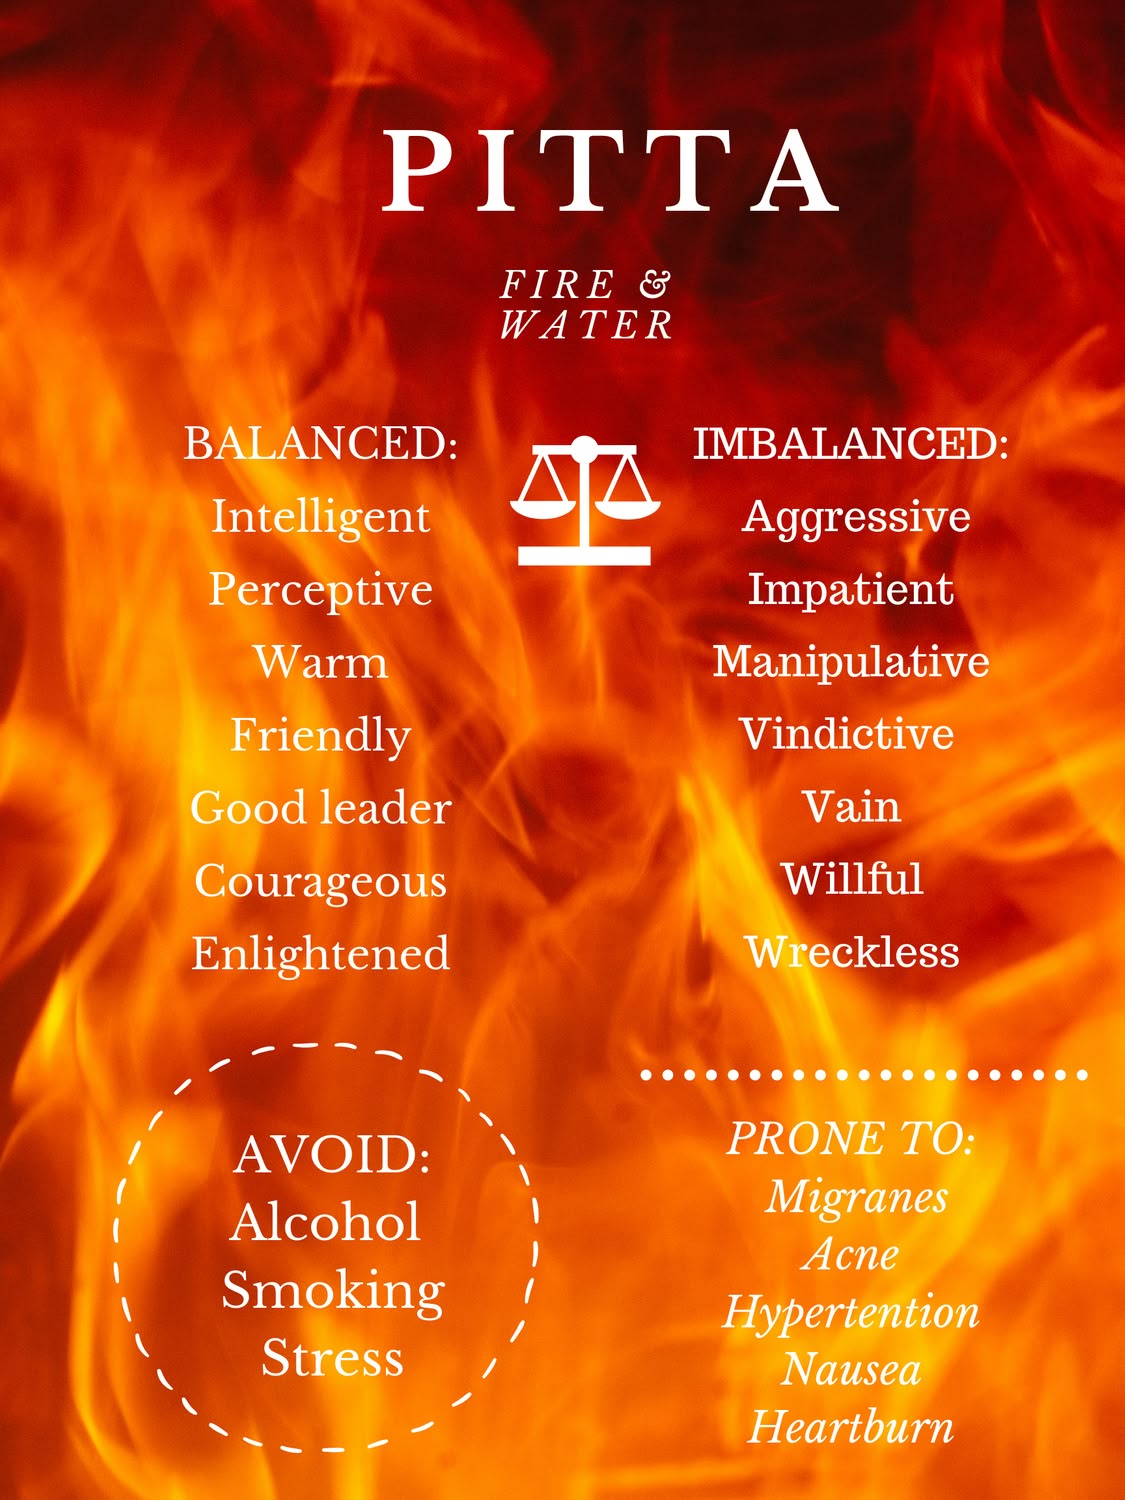 PITTA
FIRE &
WATER
BALANCED:
Intelligent
Perceptive
Warm
Friendly
Good leader
Courageous
Enlightened
IMBALANCED:
Aggressive
Impatient
Manipulative
Vindictive
Vain
Willful
Wreckless
AVOID:
Alcohol
Smoking
Stress
PRONE TO:
Migranes
Acne
Hypertention
Nausea
Heartburn